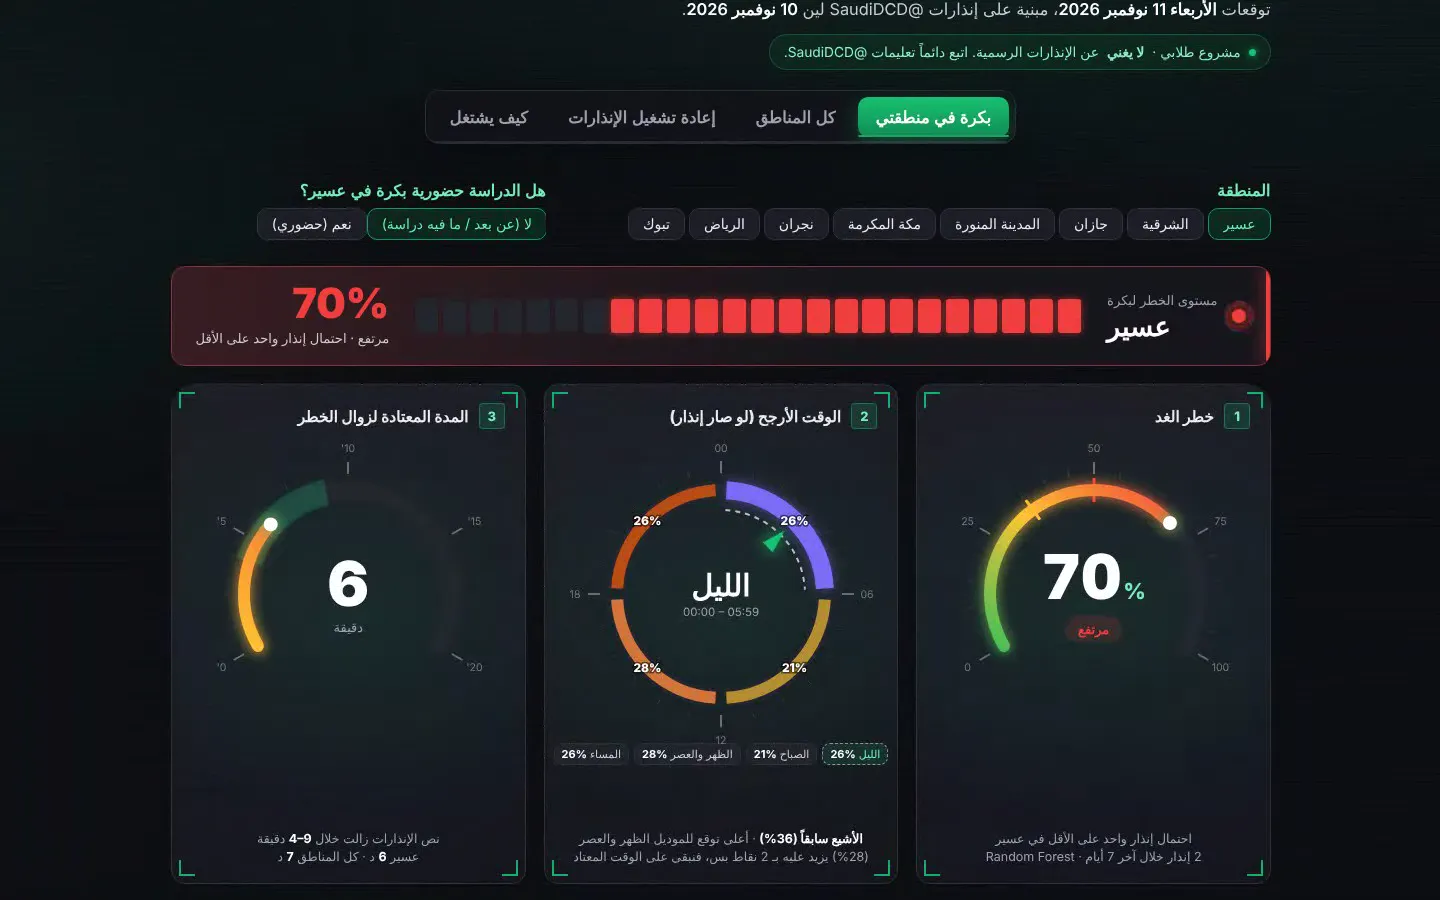 توقعات الأربعاء 11 نوفمبر 2026، مبنية على إنذارات @SaudiDCD لين 10 نوفمبر 2026.
مشروع طلابي · لا يغني عن الإنذارات الرسمية. اتبع دائماً تعليمات @SaudiDCD.
بكرة في منطقتي
كل المناطق
إعادة تشغيل الإنذارات
كيف يشتغل
المنطقة
عسير
الشرقية
جازان
المدينة المنورة
مكة المكرمة
نجران
الرياض
تبوك
هل الدراسة حضورية بكرة في عسير؟
لا (عن بعد / ما فيه دراسة)
نعم (حضوري)
مستوى الخطر لبكرة
عسير
70%
مرتفع · احتمال إنذار واحد على الأقل
1
خطر الغد
0
25
50
75
100
70%
مرتفع
احتمال إنذار واحد على الأقل في عسير
2 إنذار خلال آخر 7 أيام · Random Forest
2
الوقت الأرجح (لو صار إنذار)
00
06
12
18
26%
21%
28%
26%
الليل
00:00 – 05:59
الليل 26%
الصباح 21%
الظهر والعصر 28%
المساء 26%
الأشيع سابقاً (36%) · أعلى توقع للموديل الظهر والعصر
(28%) يزيد عليه بـ 2 نقاط بس، فنبقي على الوقت المعتاد
3
المدة المعتادة لزوال الخطر
'0
'5
'10
'15
'20
6
دقيقة
نص الإنذارات زالت خلال 4–9 دقيقة
عسير 6 د · كل المناطق 7 د